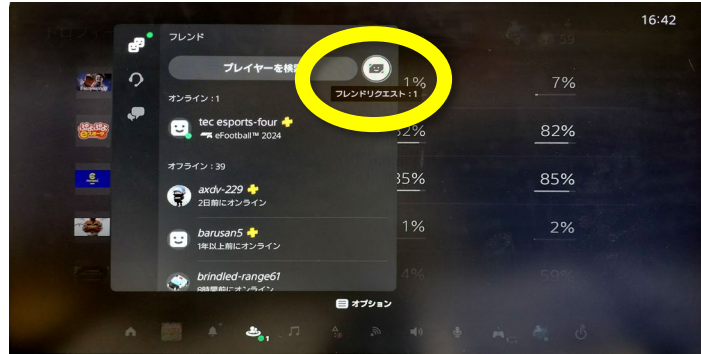 16:42
フレンド
プレイヤーを検
フレンドリクエスト：1
オンライン：1
tec esports-four
eFootball™ 2024
オフライン：39
axdv-229
2日前にオンライン
barusan5
1年以上前にオンライン
brindled-range61
オプション
1%
7%
82%
35%
85%
1%
2%
4%
59%
1